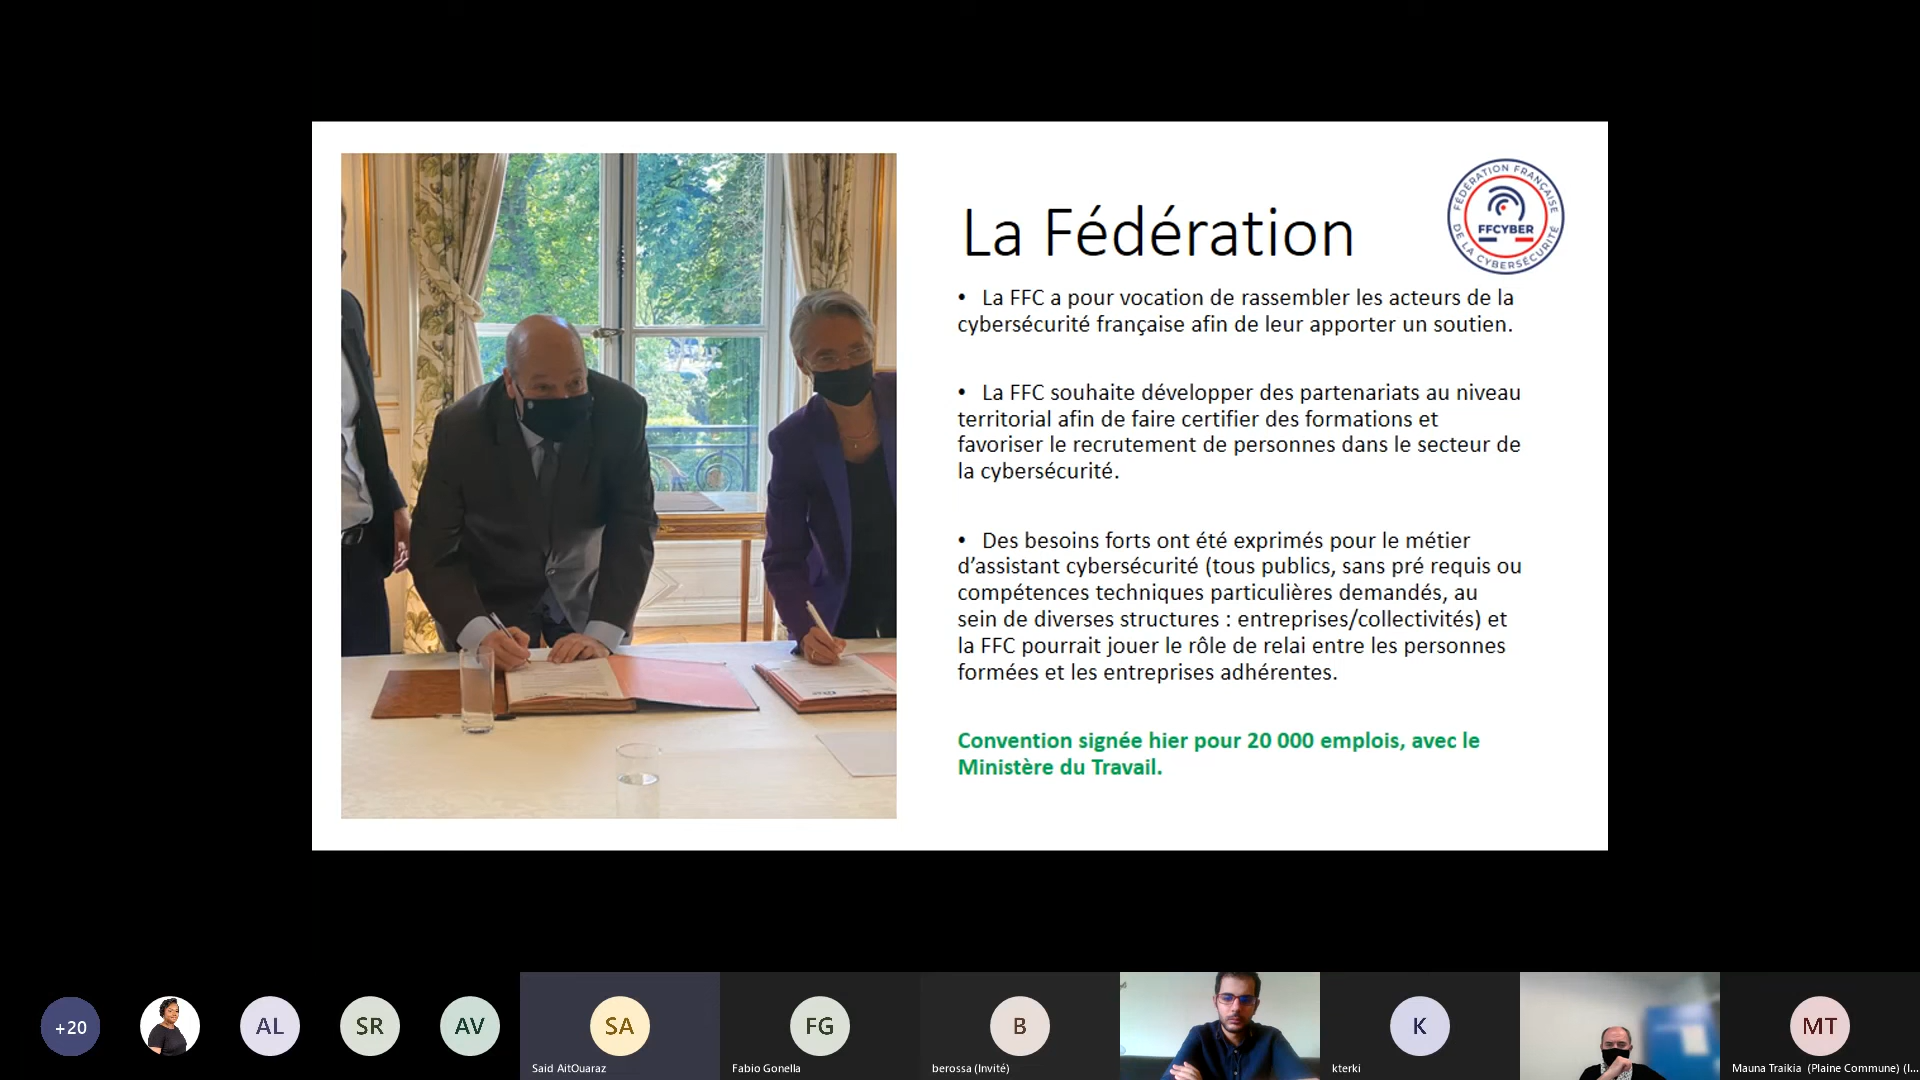 La Fédération
FÉDÉRATION FRANÇAISE
DE LA CYBERSÉCURITÉ
FFCYBER
• La FFC a pour vocation de rassembler les acteurs de la
cybersécurité française afin de leur apporter un soutien.
• La FFC souhaite développer des partenariats au niveau
territorial afin de faire certifier des formations et
favoriser le recrutement de personnes dans le secteur de
la cybersécurité.
• Des besoins forts ont été exprimés pour le métier
d’assistant cybersécurité (tous publics, sans pré requis ou
compétences techniques particulières demandés, au
sein de diverses structures : entreprises/collectivités) et
la FFC pourrait jouer le rôle de relai entre les personnes
formées et les entreprises adhérentes.
Convention signée hier pour 20 000 emplois, avec le
Ministère du Travail.
+20
AL
SR
AV
SA
Said AitOuaraz
FG
Fabio Gonella
B
berossa (Invité)
K
kterki
MT
Mauna Traikia (Plaine Commune) (I...